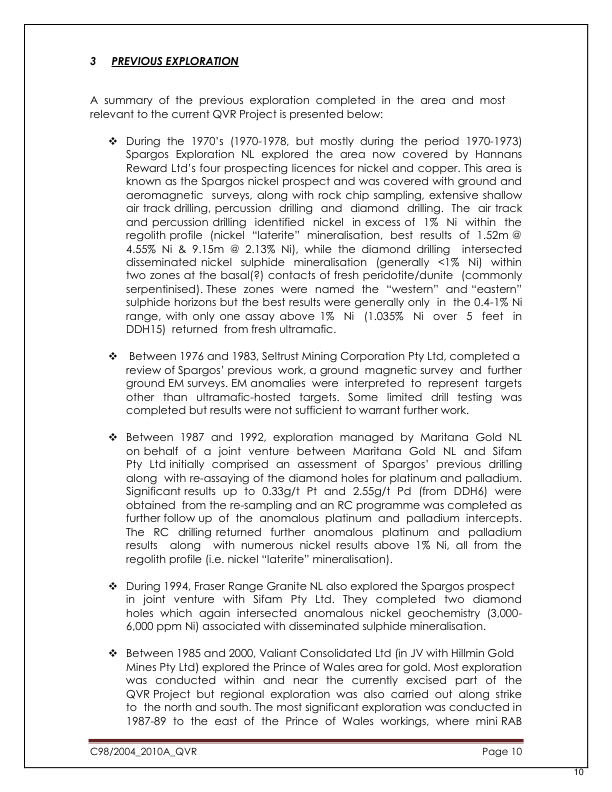 3 PREVIOUS EXPLORATION
A summary of the previous exploration completed in the area and most
relevant to the current QVR Project is presented below:
❖ During the 1970's (1970-1978, but mostly during the period 1970-1973)
Spargos Exploration NL explored the area now covered by Hannans
Reward Ltd's four prospecting licences for nickel and copper. This area is
known as the Spargos nickel prospect and was covered with ground and
aeromagnetic surveys, along with rock chip sampling, extensive shallow
air track drilling, percussion drilling and diamond drilling. The air track
and percussion drilling identified nickel in excess of 1% Ni within the
regolith profile (nickel "laterite" mineralisation, best results of 1.52m @
4.55% Ni & 9.15m @ 2.13% Ni), while the diamond drilling intersected
disseminated nickel sulphide mineralisation (generally <1% Ni) within
two zones at the basal(?) contacts of fresh peridotite/dunite (commonly
serpentinised). These zones were named the "western" and "eastern"
sulphide horizons but the best results were generally only in the 0.4-1% Ni
range, with only one assay above 1% Ni (1.035% Ni over 5 feet in
DDH15) returned from fresh ultramafic.
❖ Between 1976 and 1983, Seltrust Mining Corporation Pty Ltd, completed a
review of Spargos' previous work, a ground magnetic survey and further
ground EM surveys. EM anomalies were interpreted to represent targets
other than ultramafic-hosted targets. Some limited drill testing was
completed but results were not sufficient to warrant further work.
❖ Between 1987 and 1992, exploration managed by Maritana Gold NL
on behalf of a joint venture between Maritana Gold NL and Sifam
Pty Ltd initially comprised an assessment of Spargos' previous drilling
along with re-assaying of the diamond holes for platinum and palladium.
Significant results up to 0.33g/t Pt and 2.55g/t Pd (from DDH6) were
obtained from the re-sampling and an RC programme was completed as
further follow up of the anomalous platinum and palladium intercepts.
The RC drilling returned further anomalous platinum and palladium
results along with numerous nickel results above 1% Ni, all from the
regolith profile (i.e. nickel "laterite" mineralisation).
❖ During 1994, Fraser Range Granite NL also explored the Spargos prospect
in joint venture with Sifam Pty Ltd. They completed two diamond
holes which again intersected anomalous nickel geochemistry (3,000-
6,000 ppm Ni) associated with disseminated sulphide mineralisation.
❖ Between 1985 and 2000, Valiant Consolidated Ltd (in JV with Hillmin Gold
Mines Pty Ltd) explored the Prince of Wales area for gold. Most exploration
was conducted within and near the currently excised part of the
QVR Project but regional exploration was also carried out along strike
to the north and south. The most significant exploration was conducted in
1987-89 to the east of the Prince of Wales workings, where mini RAB
C98/2004_2010A_QVR Page 10
10